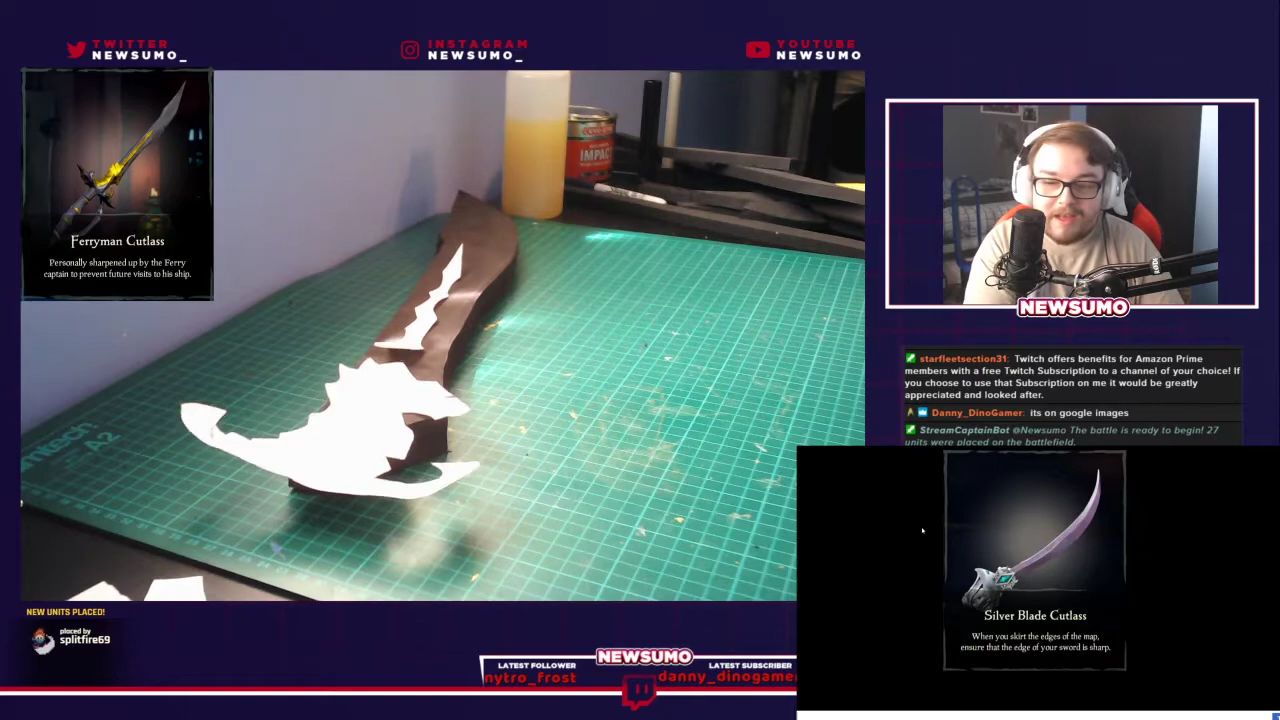 TWITTER
NEWSUMO_
INSTAGRAM
NEWSUMO_
YOUTUBE
NEWSUMO
Ferryman Cutlass
Personally sharpened up by the Ferry
captain to prevent future visits to his ship.
IMPAC
A2
NEWSUMO
starfleetsection31: Twitch offers benefits for Amazon Prime
members with a free Twitch Subscription to a channel of your choice! If
you choose to use that Subscription on me it would be greatly
appreciated and looked after.
Danny_DinoGamer: its on google images
StreamCaptainBot @Newsumo The battle is ready to begin! 27
units were placed on the battlefield.
Silver Blade Cutlass
When you skirt the edges of the map,
ensure that the edge of your sword is sharp.
NEW UNITS PLACED!
placed by
splitfire69
NEWSUMO
LATEST FOLLOWER
nytro_frost
LATEST SUBSCRIBER
danny_dinogamer